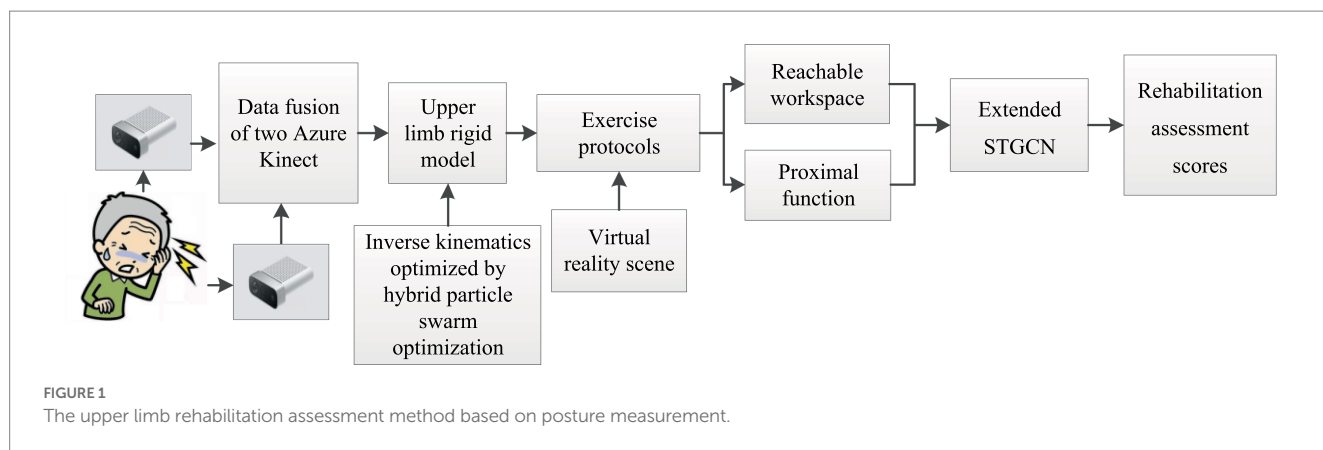 Data fusion
of two Azure
Kinect
Upper
limb rigid
model
Inverse kinematics
optimized by
hybrid particle
swarm
optimization
Exercise
protocols
Virtual
reality scene
Reachable
workspace
Proximal
function
Extended
STGCN
Rehabilitation
assessment
scores
FIGURE 1
The upper limb rehabilitation assessment method based on posture measurement.